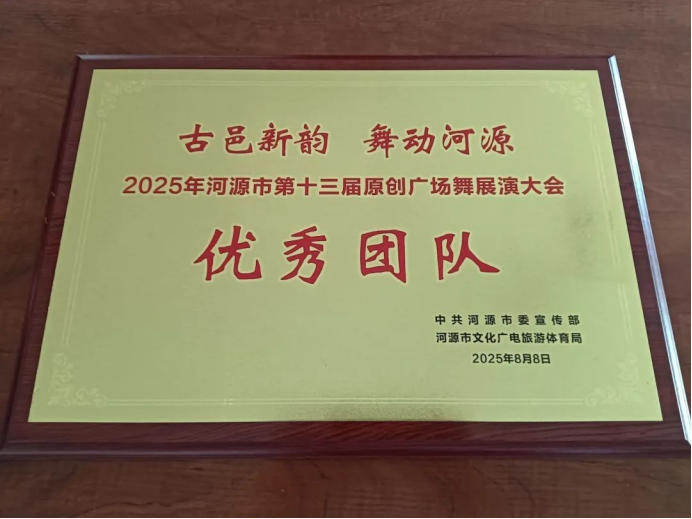 古邑新韵 舞动河源
2025年河源市第十三届原创广场舞展演大会
优秀团队
中共河源市委宣传部
河源市文化广电旅游体育局
2025年8月8日